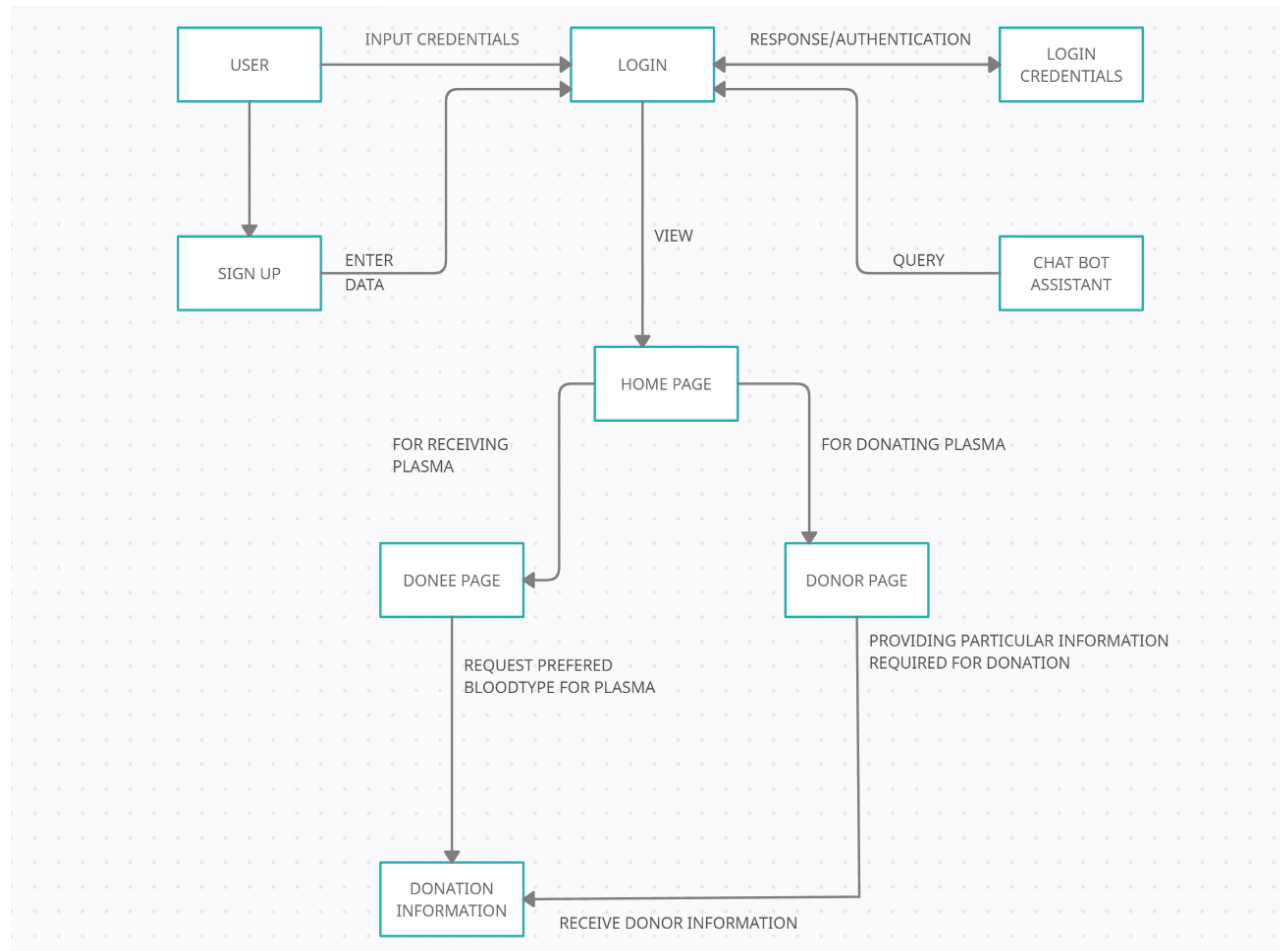 INPUT CREDENTIALS
RESPONSE/AUTHENTICATION
USER
LOGIN
LOGIN
CREDENTIALS
VIEW
SIGN UP
ENTER
DATA
QUERY
CHAT BOT
ASSISTANT
HOME PAGE
FOR RECEIVING
PLASMA
FOR DONATING PLASMA
DONEE PAGE
DONOR PAGE
REQUEST PREFERED
BLOODTYPE FOR PLASMA
PROVIDING PARTICULAR INFORMATION
REQUIRED FOR DONATION
DONATION
INFORMATION
RECEIVE DONOR INFORMATION